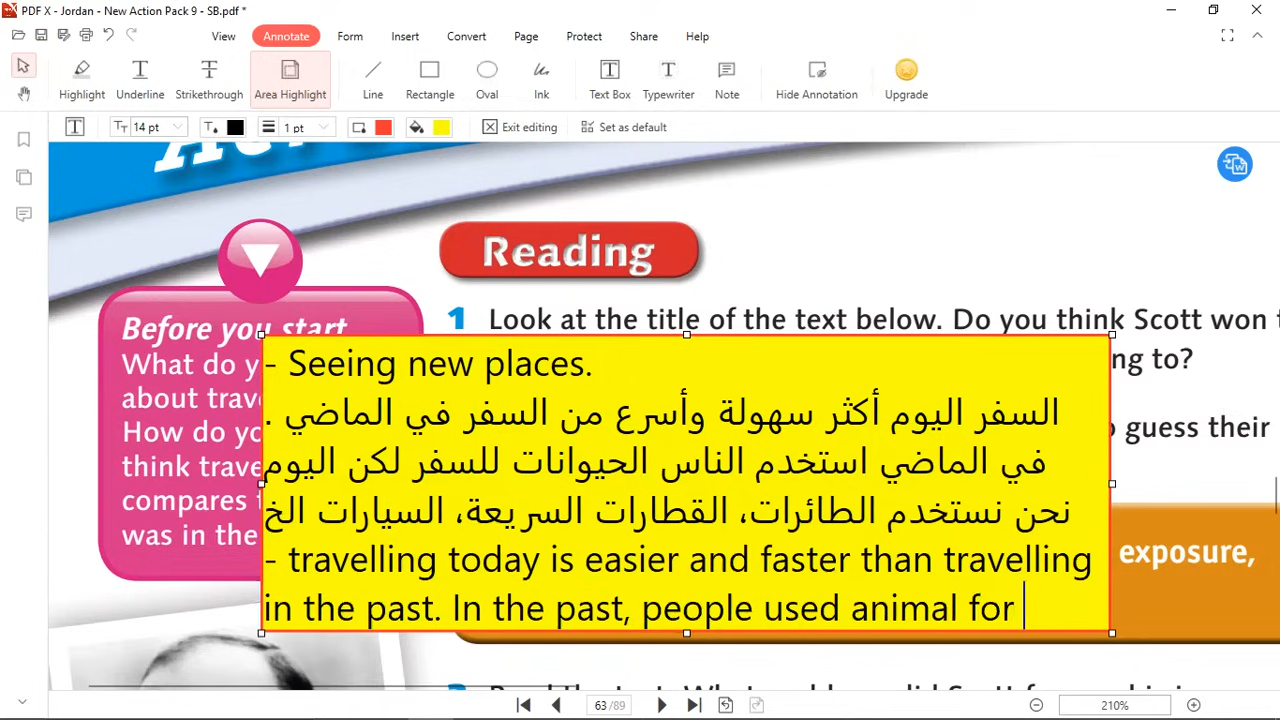 PDF X - Jordan - New Action Pack 9 - SB.pdf *
View Annotate Form Insert Convert Page Protect Share Help
Highlight Underline Strikethrough Area Highlight Line Rectangle Oval Ink Text Box Typewriter Note Hide Annotation Upgrade
14 pt 1 pt Exit editing Set as default
Reading
1 Look at the title of the text below. Do you think Scott won
Before you start
What do y
about trav
How do yo
think trave
compares
was in the
ng to?
guess their
exposure,
- Seeing new places.
السفر اليوم أكثر سهولة وأسرع من السفر في الماضي .
في الماضي استخدم الناس الحيوانات للسفر لكن اليوم
نحن نستخدم الطائرات، القطارات السريعة، السيارات الخ
- travelling today is easier and faster than travelling
in the past. In the past, people used animal for
63 /89
210%